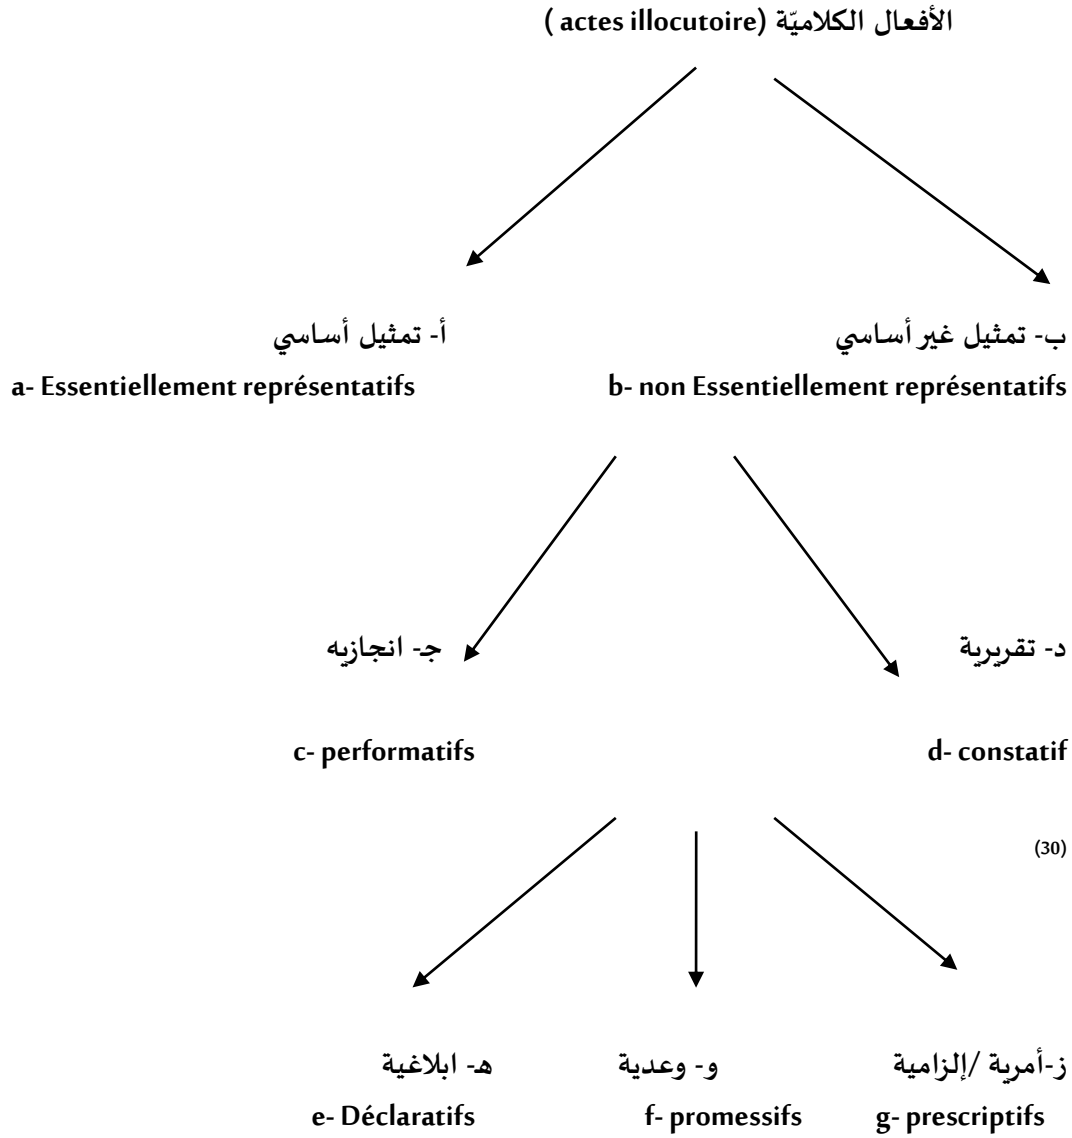 الأفعال الكلاميّة (actes illocutoire )
أ- تمثيل أساسي
ب- تمثيل غير أساسي
a- Essentiellement représentatifs
b- non Essentiellement représentatifs
جـ- انجازيه
د- تقريرية
c- performatifs
d- constatif
(30)
هـ- ابلاغية
و- وعدية
ز-أمرية /إلزامية
e- Déclaratifs
f- promessifs
g- prescriptifs